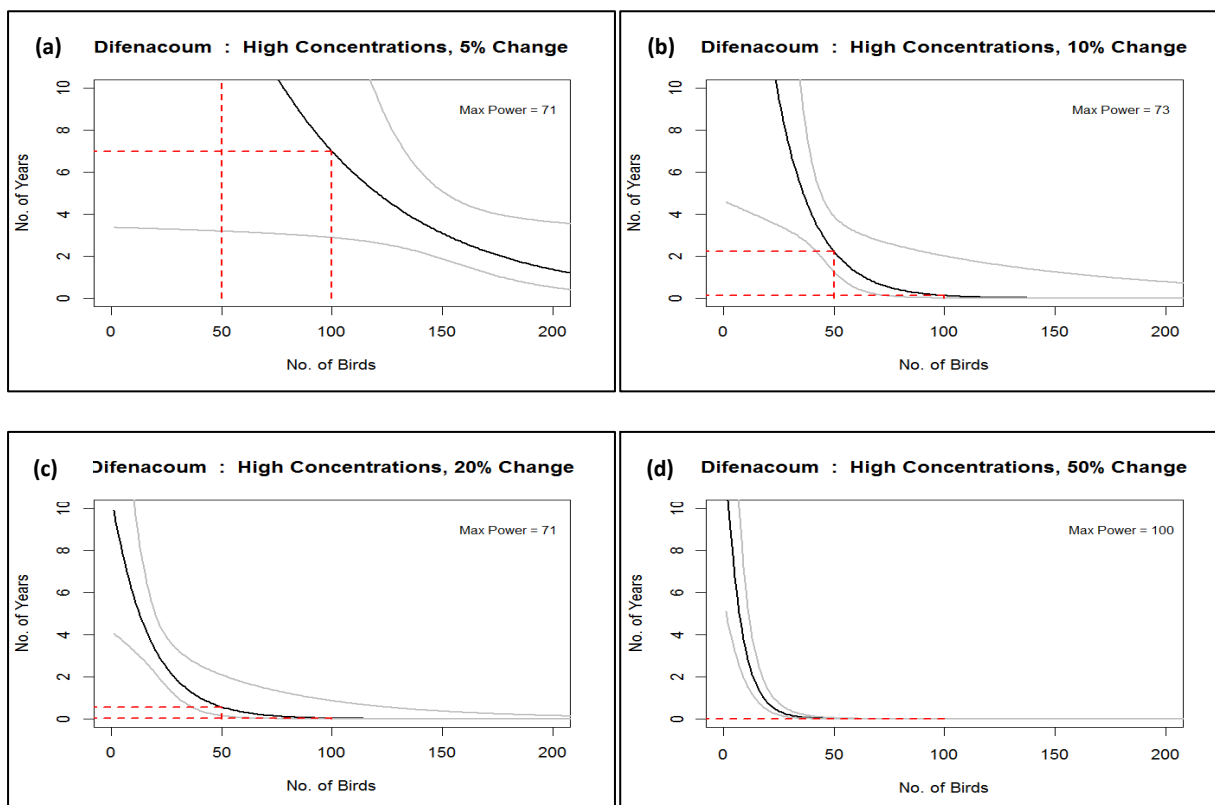 (a) Difenacoum : High Concentrations, 5% Change
Max Power = 71
No. of Years
10
8
6
4
2
0
0 50 100 150 200
No. of Birds
(b) Difenacoum : High Concentrations, 10% Change
Max Power = 73
No. of Years
10
8
6
4
2
0
0 50 100 150 200
No. of Birds
(c) Difenacoum : High Concentrations, 20% Change
Max Power = 71
No. of Years
10
8
6
4
2
0
0 50 100 150 200
No. of Birds
(d) Difenacoum : High Concentrations, 50% Change
Max Power = 100
No. of Years
10
8
6
4
2
0
0 50 100 150 200
No. of Birds